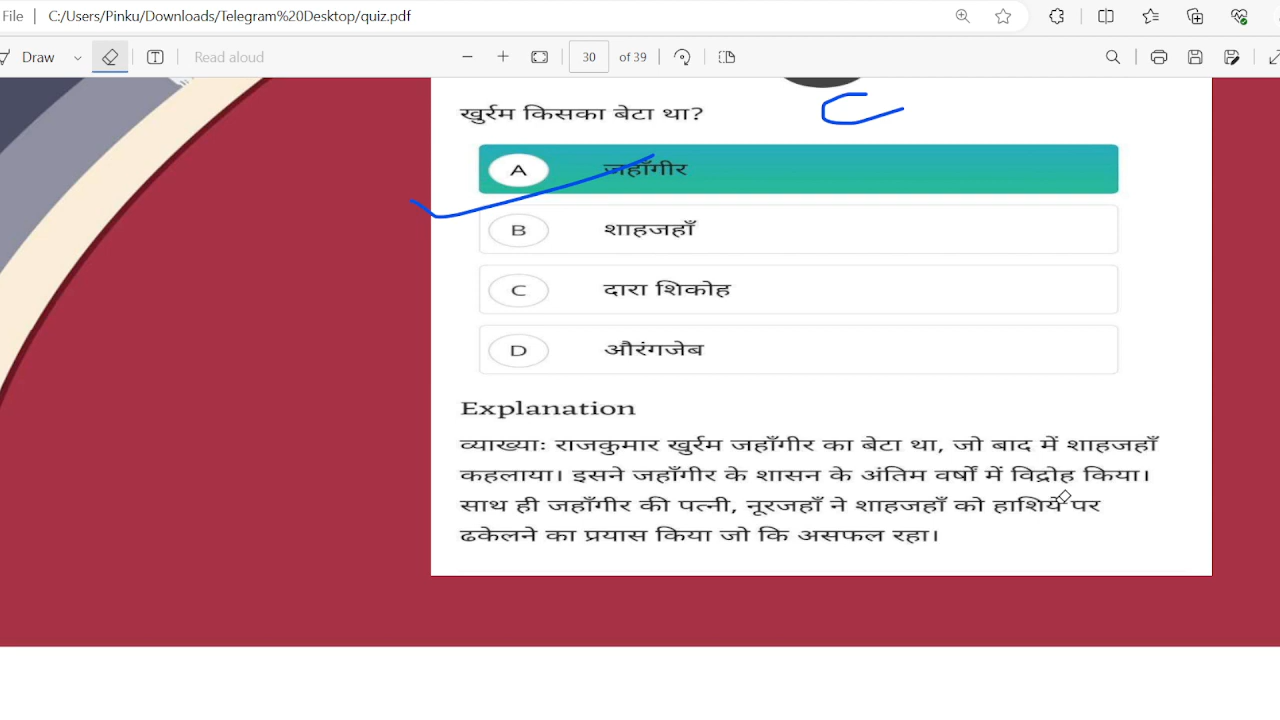 File C:/Users/Pinku/Downloads/Telegram%20Desktop/quiz.pdf
Draw Read aloud 30 of 39
खुर्रम किसका बेटा था?
A जहाँगीर
B शाहजहाँ
C दारा शिकोह
D औरंगजेब
Explanation
व्याख्याः राजकुमार खुर्रम जहाँगीर का बेटा था, जो बाद में शाहजहाँ
कहलाया। इसने जहाँगीर के शासन के अंतिम वर्षों में विद्रोह किया।
साथ ही जहाँगीर की पत्नी, नूरजहाँ ने शाहजहाँ को हाशिये पर
ढकेलने का प्रयास किया जो कि असफल रहा।